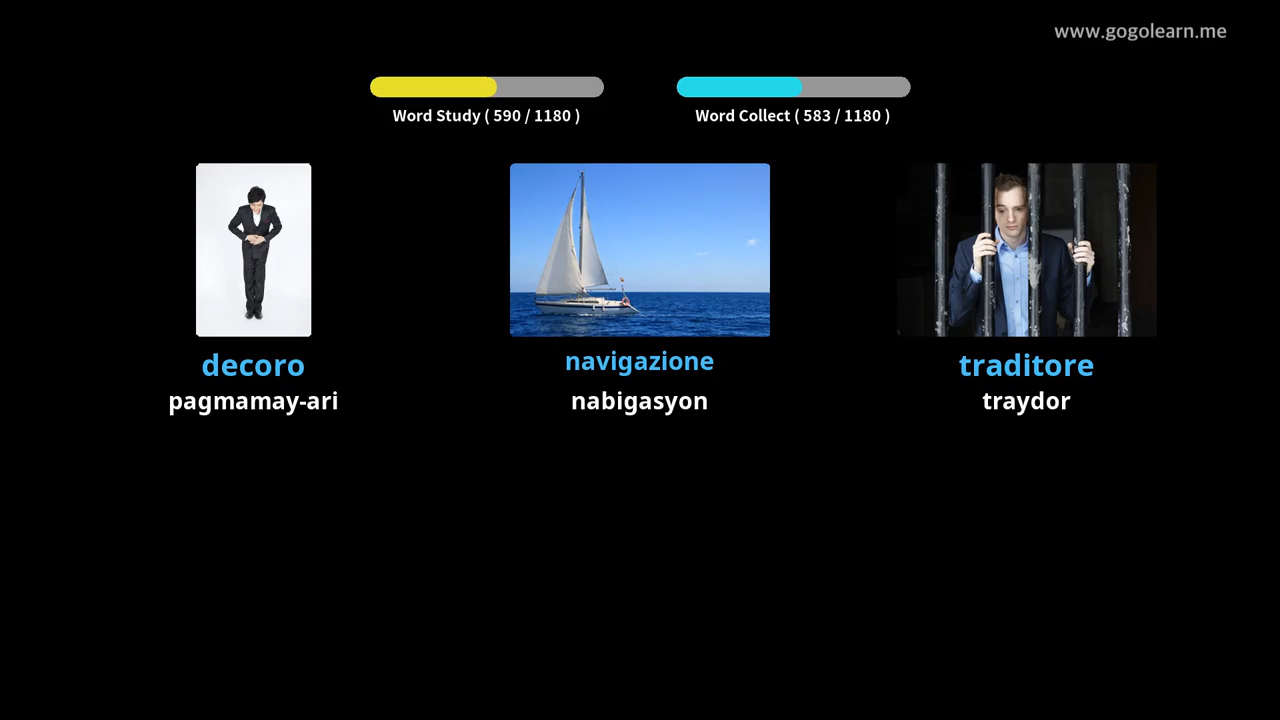 www.gogolearn.me
Word Study ( 590 / 1180 )
Word Collect ( 583 / 1180 )
decoro
pagmamay-ari
navigazione
nabigasyon
traditore
traydor